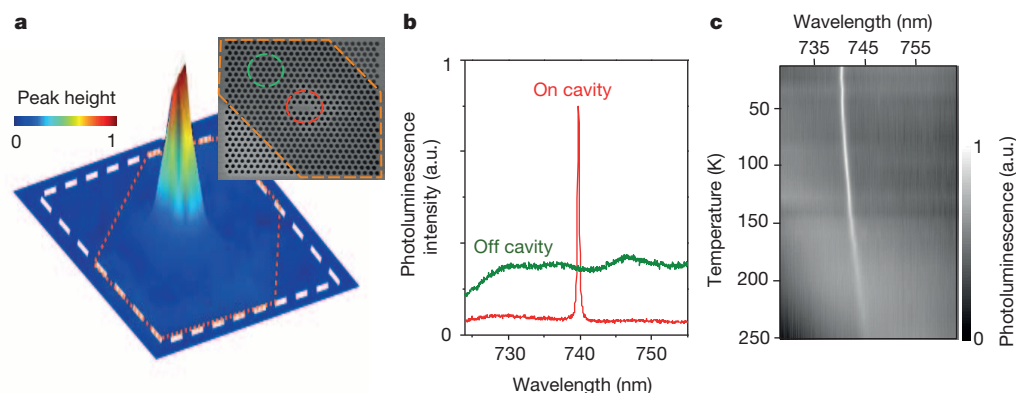 a
Peak height
0 1
b
1
Photoluminescence
intensity (a.u.)
On cavity
Off cavity
0
730 740 750
Wavelength (nm)
c
Wavelength (nm)
735 745 755
50
100
150
200
250
Temperature (K)
1
0
Photoluminescence (a.u.)